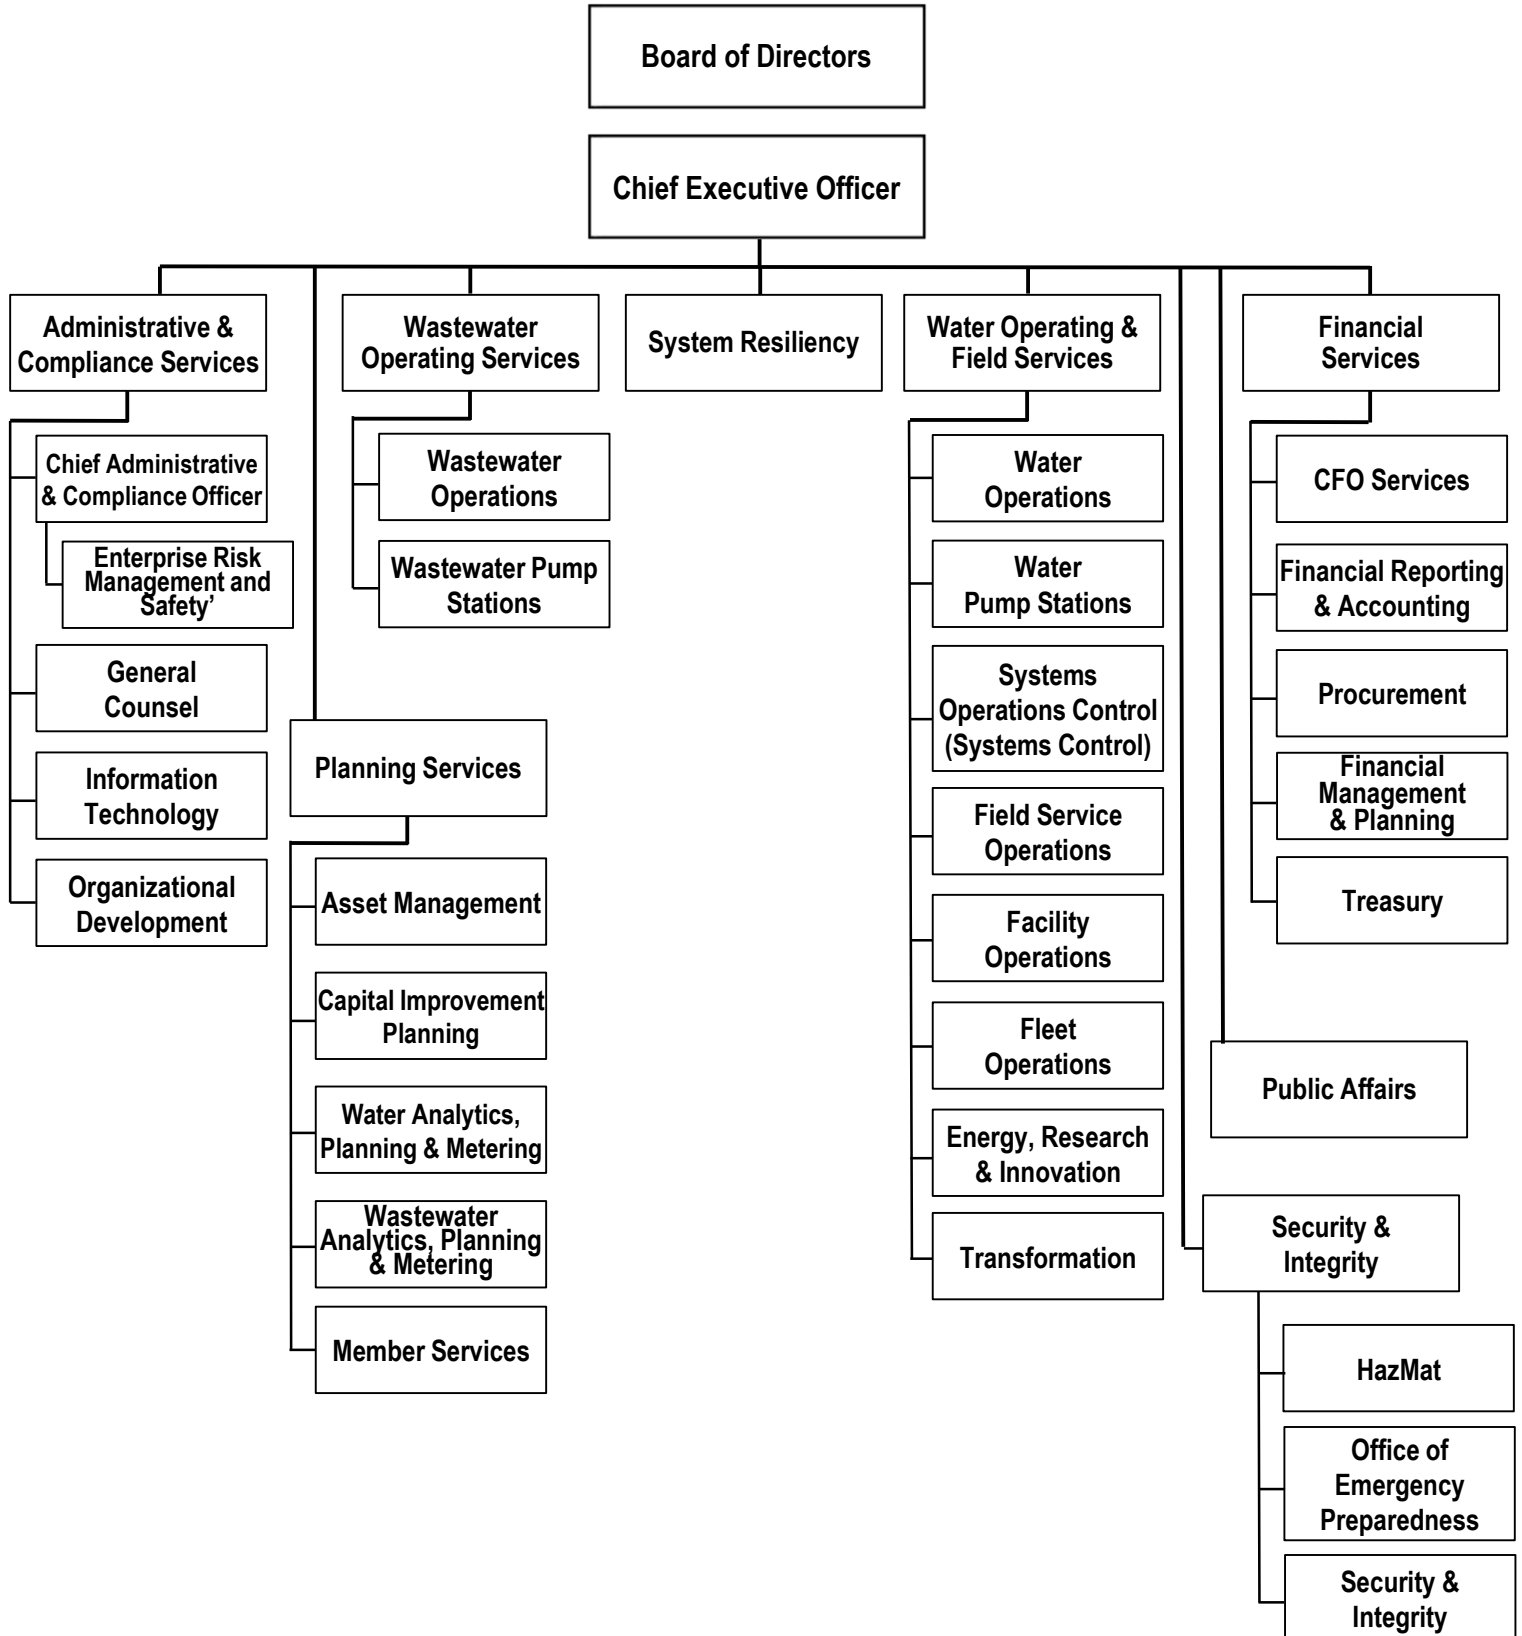 Board of Directors
Chief Executive Officer
Administrative &
Compliance Services
Chief Administrative
& Compliance Officer
Enterprise Risk
Management and
Safety’
General
Counsel
Information
Technology
Organizational
Development
Planning Services
Asset Management
Capital Improvement
Planning
Water Analytics,
Planning & Metering
Wastewater
Analytics, Planning
& Metering
Member Services
Wastewater
Operating Services
Wastewater
Operations
Wastewater Pump
Stations
System Resiliency
Water Operating &
Field Services
Water
Operations
Water
Pump Stations
Systems
Operations Control
(Systems Control)
Field Service
Operations
Facility
Operations
Fleet
Operations
Energy, Research
& Innovation
Transformation
Financial
Services
CFO Services
Financial Reporting
& Accounting
Procurement
Financial
Management
& Planning
Treasury
Public Affairs
Security &
Integrity
HazMat
Office of
Emergency
Preparedness
Security &
Integrity